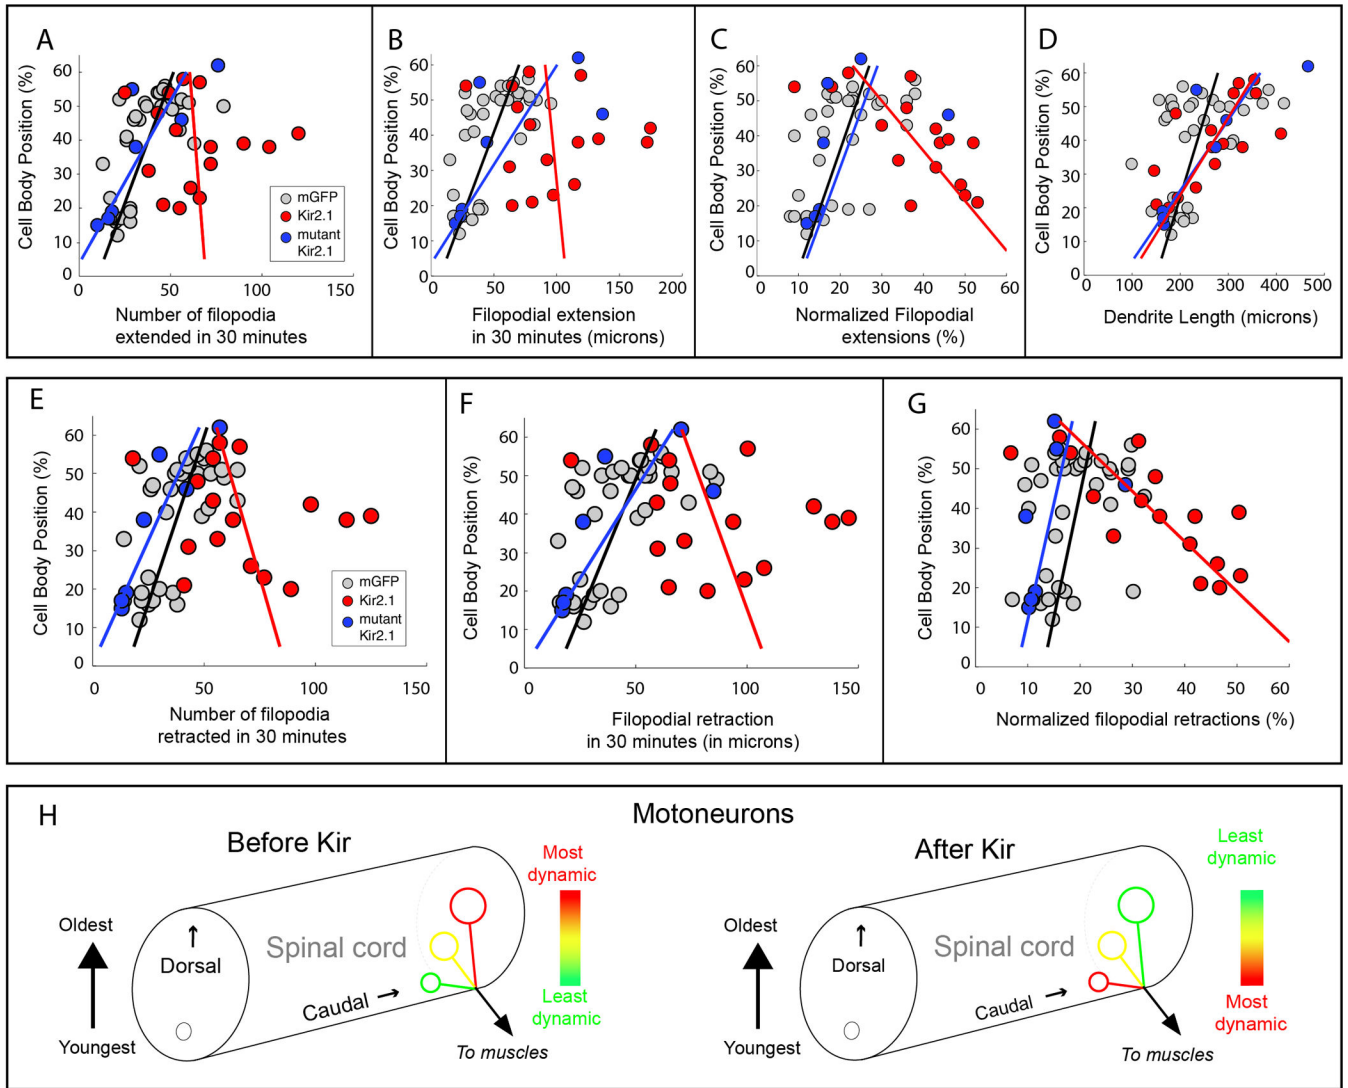 A
Cell Body Position (%)
60
50
40
30
20
10
0
0
50
100
150
Number of filopodia
extended in 30 minutes
mGFP
Kir2.1
mutant
Kir2.1
B
Cell Body Position (%)
60
50
40
30
20
10
0
0
50
100
150
200
Filopodial extension
in 30 minutes (microns)
C
Cell Body Position (%)
60
50
40
30
20
10
0
0
10
20
30
40
50
60
Normalized Filopodial
extensions (%)
D
Cell Body Position (%)
60
50
40
30
20
10
0
100
200
300
400
500
Dendrite Length (microns)
E
Cell Body Position (%)
60
50
40
30
20
10
0
0
50
100
150
Number of filopodia
retracted in 30 minutes
mGFP
Kir2.1
mutant
Kir2.1
F
Cell Body Position (%)
60
50
40
30
20
10
0
0
50
100
150
Filopodial retraction
in 30 minutes (in microns)
G
Cell Body Position (%)
60
50
40
30
20
10
0
0
10
20
30
40
50
60
Normalized filopodial retractions (%)
H
Motoneurons
Before Kir
Most
dynamic
Oldest
Dorsal
Spinal cord
Caudal
Least
dynamic
Youngest
To muscles
After Kir
Least
dynamic
Oldest
Dorsal
Spinal cord
Caudal
Most
dynamic
Youngest
To muscles